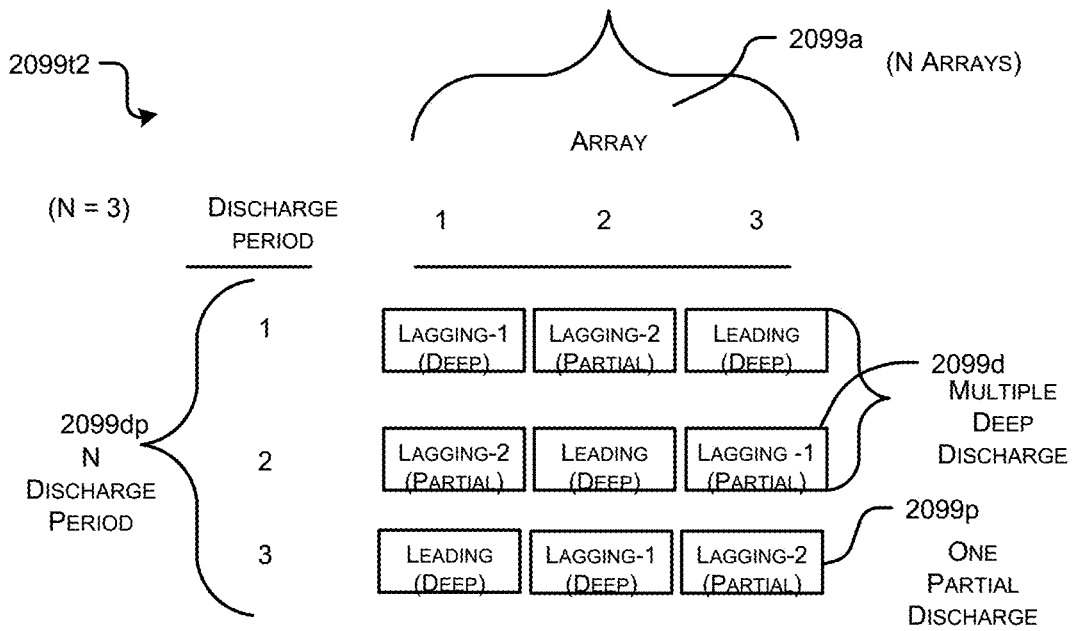 2099t2
2099a
(N ARRAYS)
ARRAY
(N = 3)
DISCHARGE
PERIOD
1 2 3
1
LAGGING-1
(DEEP)
LAGGING-2
(PARTIAL)
LEADING
(DEEP)
2099d
MULTIPLE
DEEP
DISCHARGE
2099dp
N
DISCHARGE
PERIOD
2
LAGGING-2
(PARTIAL)
LEADING
(DEEP)
LAGGING -1
(PARTIAL)
2099p
ONE
PARTIAL
DISCHARGE
3
LEADING
(DEEP)
LAGGING-1
(DEEP)
LAGGING-2
(PARTIAL)